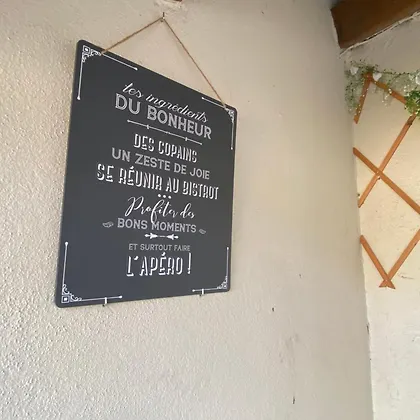 les ingrédients
DU BONHEUR
DES COPAINS
UN ZESTE DE JOIE
SE RÉUNIR AU BISTROT
Profiter des
BONS MOMENTS
ET SURTOUT FAIRE
L'APÉRO !